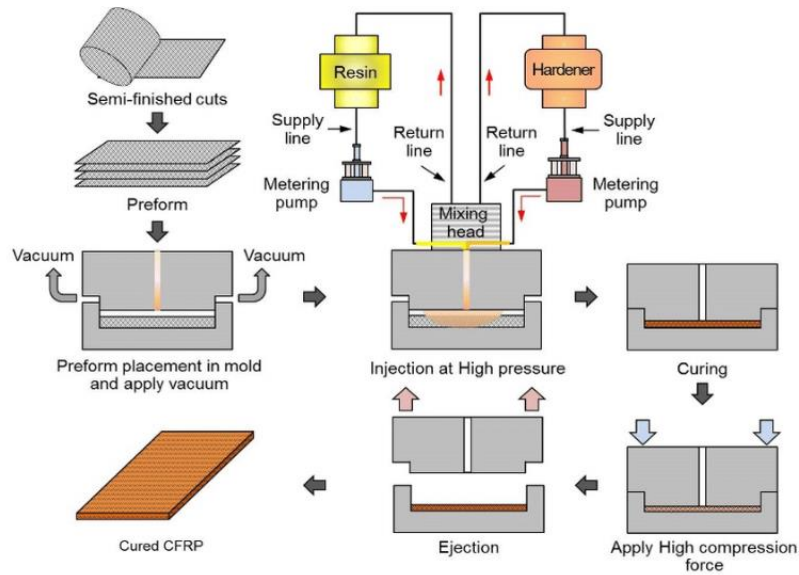 Semi-finished cuts
Preform
Vacuum
Vacuum
Preform placement in mold
and apply vacuum
Resin
Hardener
Supply
line
Return
line
Return
line
Supply
line
Metering
pump
Metering
pump
Mixing
head
Injection at High pressure
Curing
Apply High compression
force
Ejection
Cured CFRP